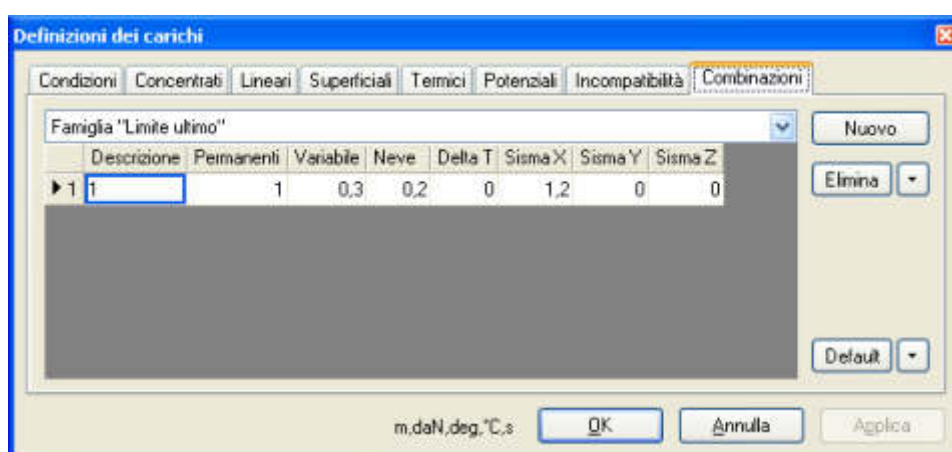 Definizioni dei carichi
Condizioni Concentrati Lineari Superficiali Termici Potenziali Incompatibilità Combinazioni
Famiglia "Limite ultimo"
Nuovo
Descrizione Permanenti Variabile Neve Delta T Sisma X Sisma Y Sisma Z
1 1 1 0,3 0,2 0 1,2 0 0
Elimina
Default
m,daN,deg,°C,s OK Annulla Applica